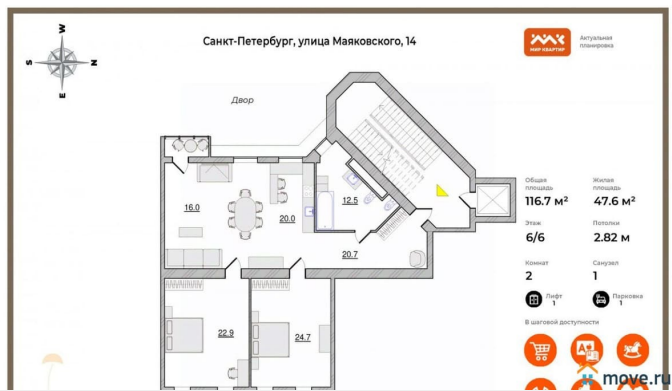 Санкт-Петербург, улица Маяковского, 14
МИР КВАРТИР
Актуальная
планировка
W
S
N
E
Двор
16.0
20.0
12.5
20.7
22.9
24.7
Общая
площадь
116.7 м²
Жилая
площадь
47.6 м²
Этаж
6/6
Потолки
2.82 м
Комнат
2
Санузел
1
Лифт
1
Парковка
1
В шаговой доступности
A+
move.ru